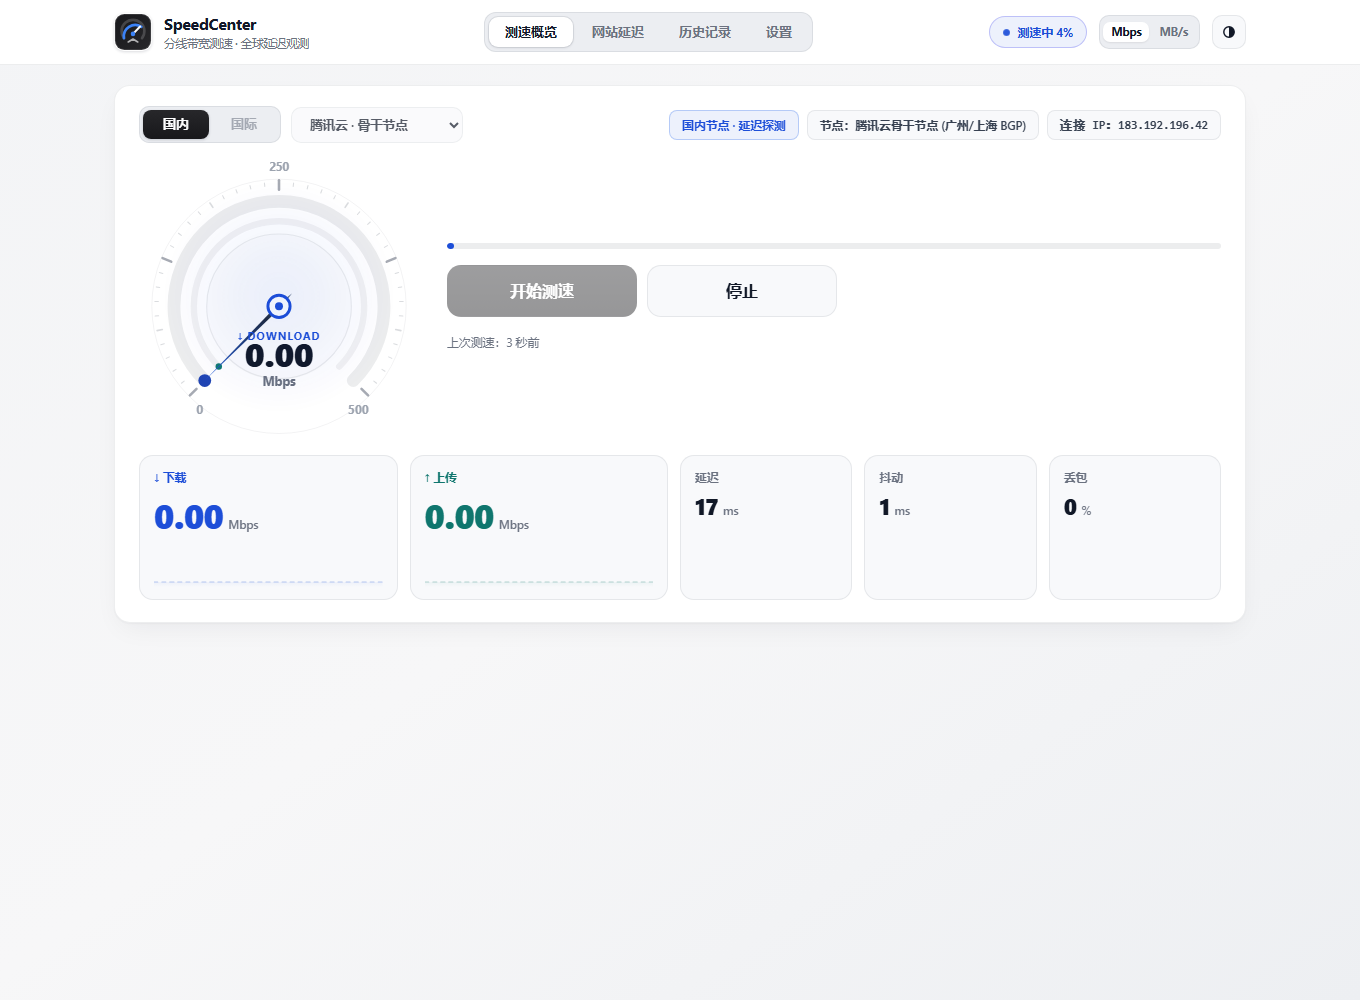 SpeedCenter
分线带宽测速 · 全球延迟观测
测速概览
网站延迟
历史记录
设置
测速中 4%
Mbps
MB/s
国内
国际
腾讯云 · 骨干节点
国内节点 · 延迟探测
节点：腾讯云骨干节点 (广州/上海 BGP)
连接 IP: 183.192.196.42
250
↓ DOWNLOAD
0.00
Mbps
0
500
开始测速
停止
上次测速：3 秒前
↓ 下载
0.00 Mbps
↑ 上传
0.00 Mbps
延迟
17 ms
抖动
1 ms
丢包
0 %